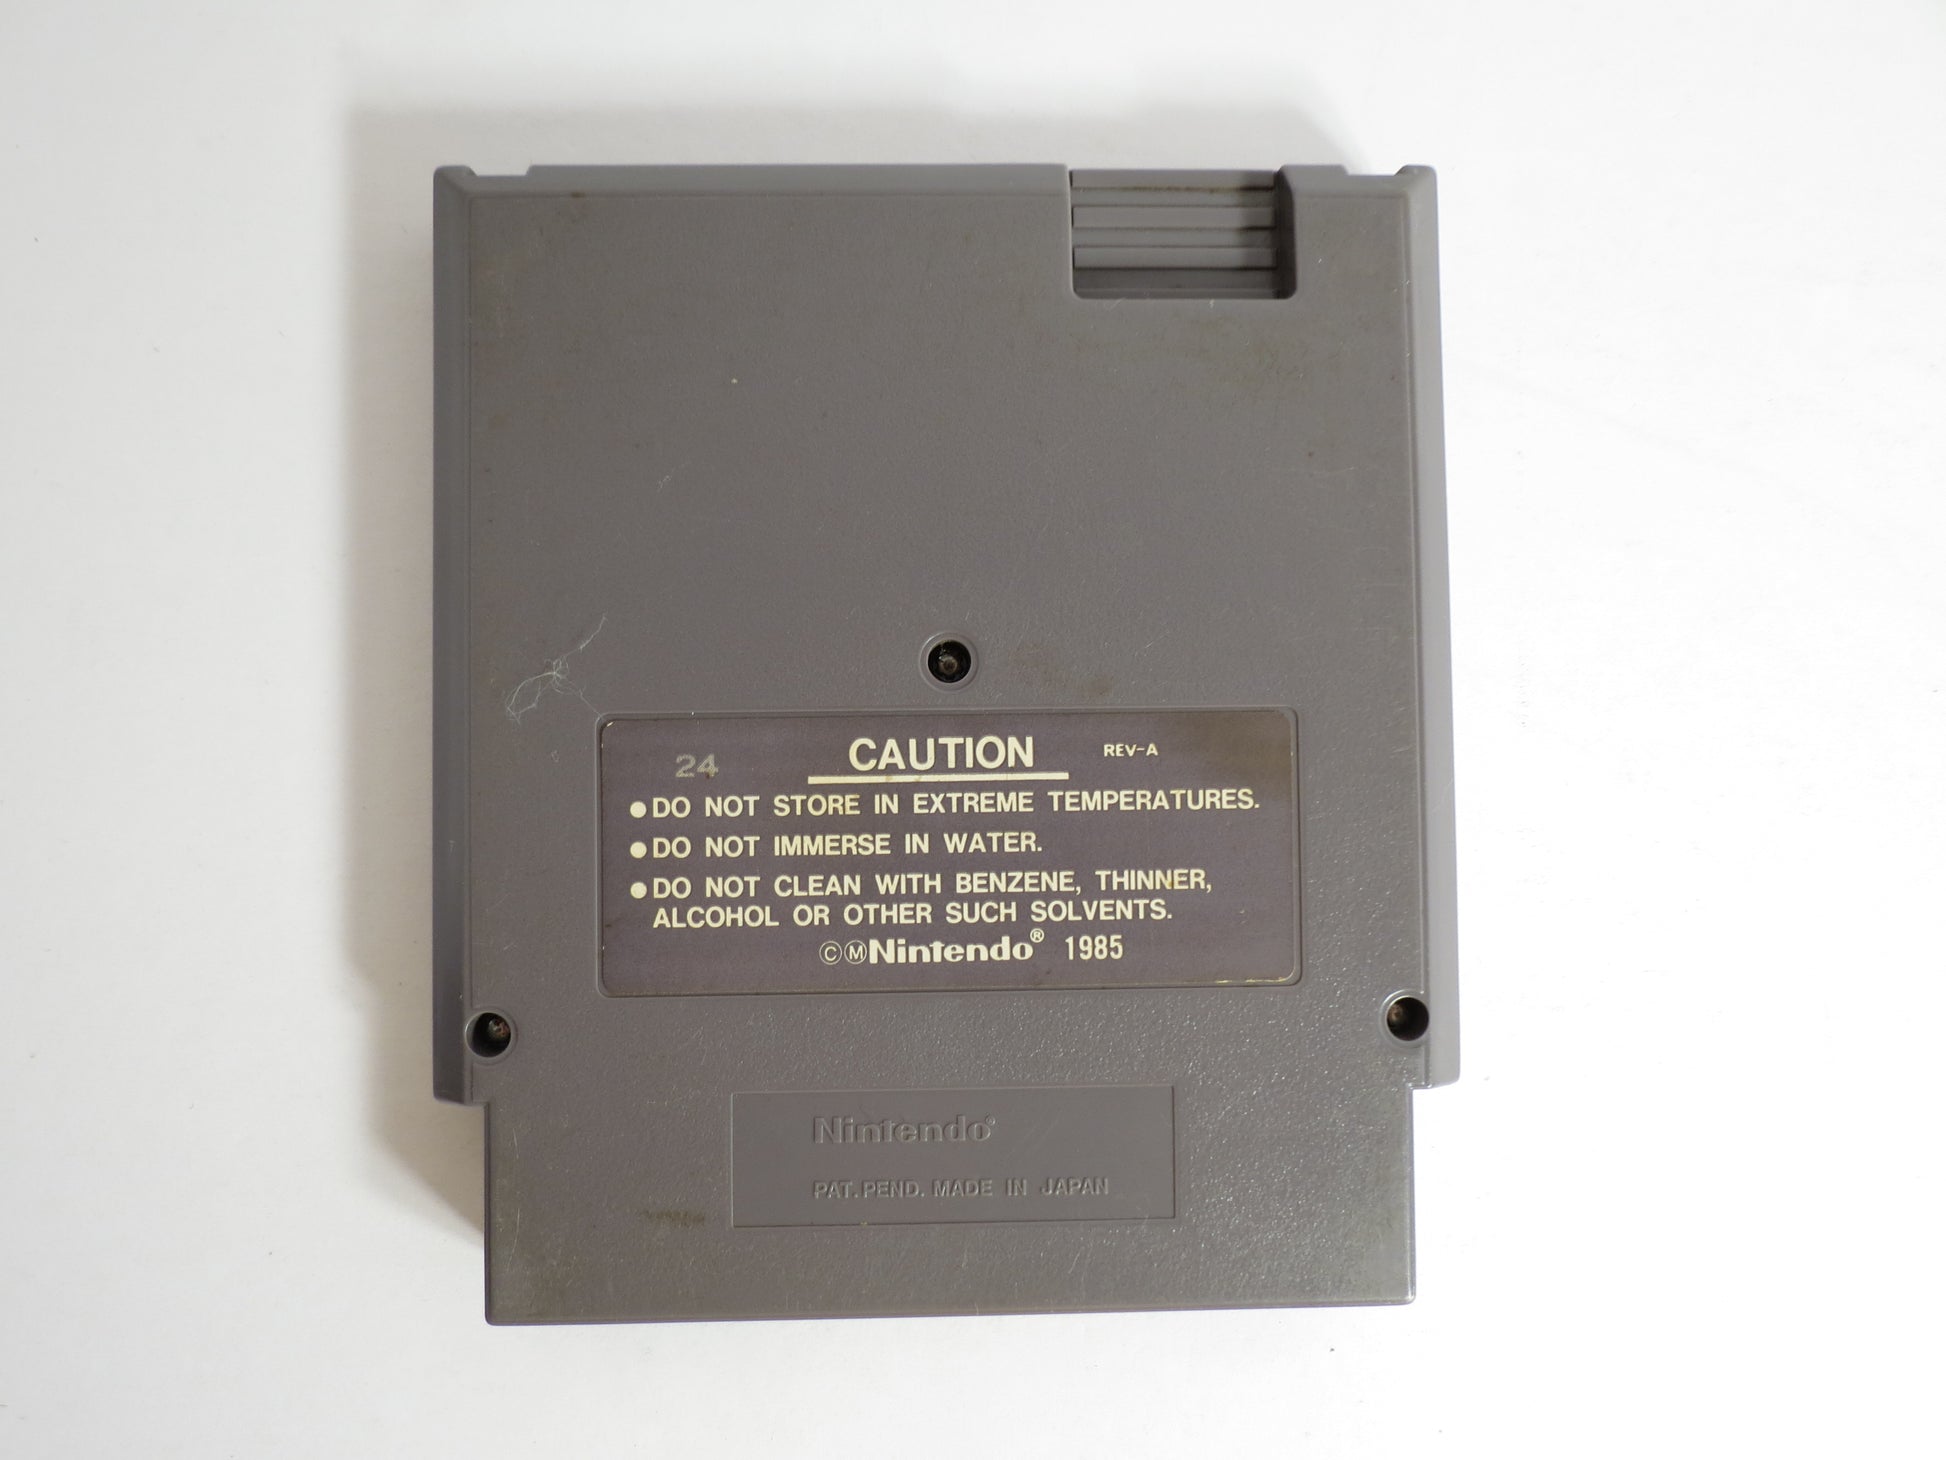 24 CAUTION REV-A
●DO NOT STORE IN EXTREME TEMPERATURES.
●DO NOT IMMERSE IN WATER.
●DO NOT CLEAN WITH BENZENE, THINNER,
ALCOHOL OR OTHER SUCH SOLVENTS.
ⒸⓂNintendo® 1985
Nintendo®
PAT. PEND. MADE IN JAPAN